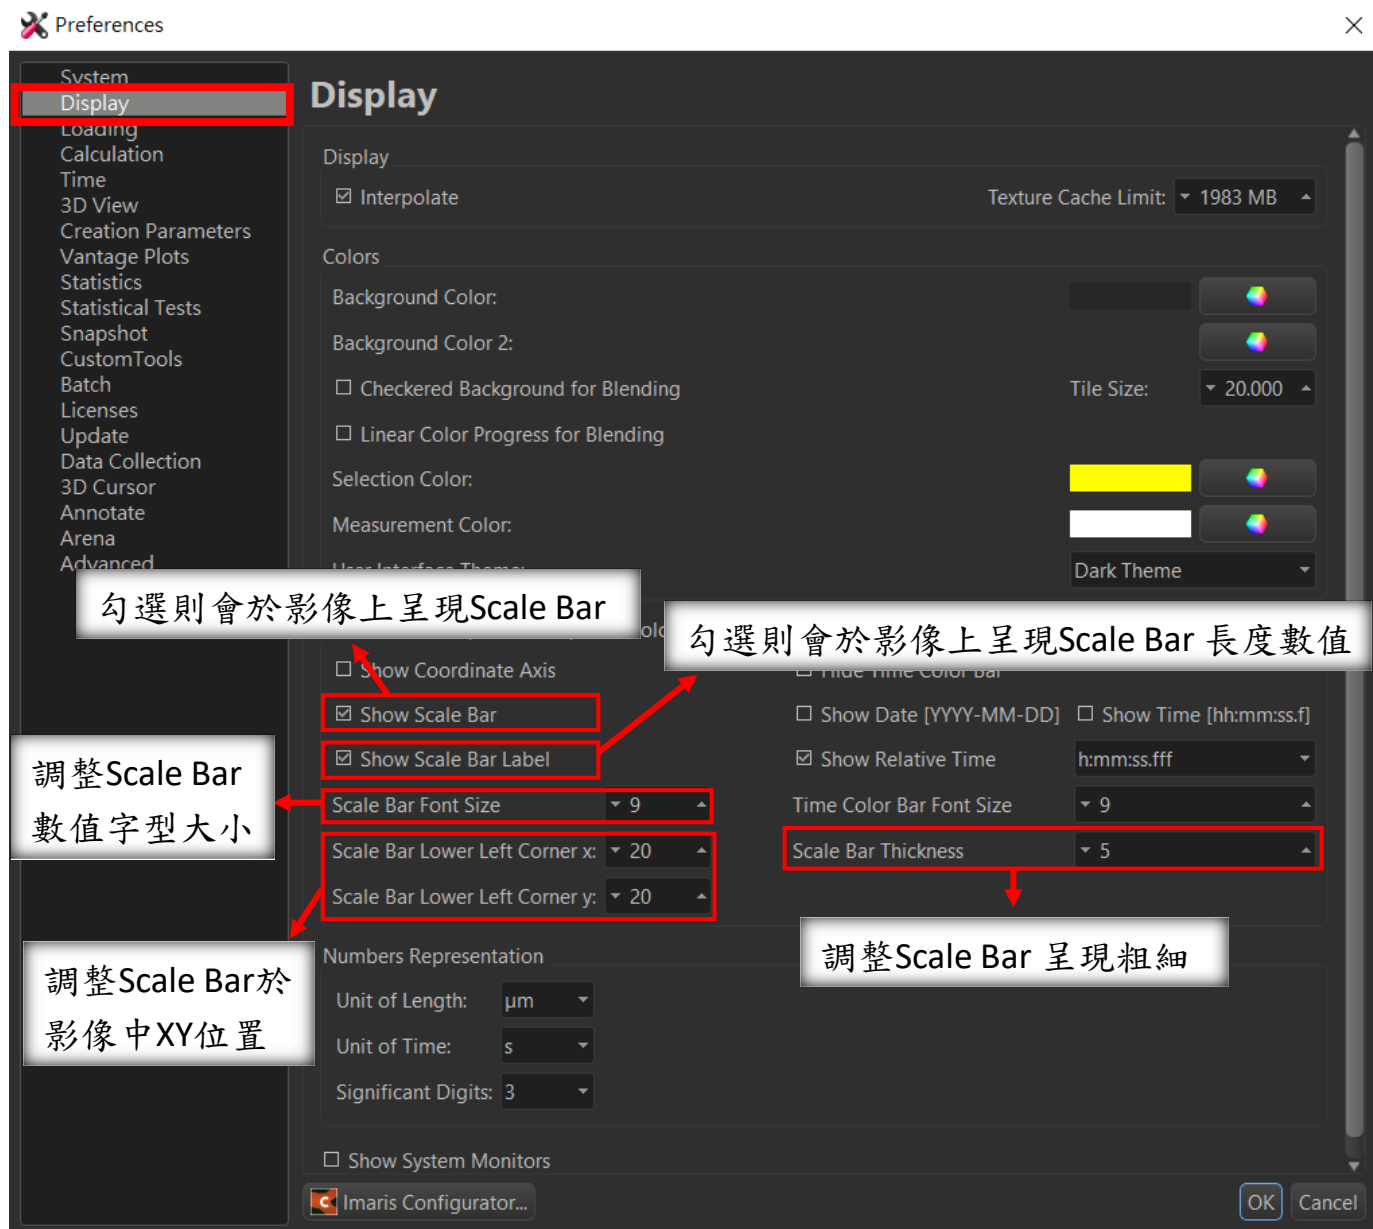 Preferences
System
Display
Loading
Calculation
Time
3D View
Creation Parameters
Vantage Plots
Statistics
Statistical Tests
Snapshot
CustomTools
Batch
Licenses
Update
Data Collection
3D Cursor
Annotate
Arena
Advanced
Display
Display
Interpolate
Texture Cache Limit: 1983 MB
Colors
Background Color:
Background Color 2:
Checkered Background for Blending
Tile Size: 20.000
Linear Color Progress for Blending
Selection Color:
Measurement Color:
User Interface Theme:
Dark Theme
勾選則會於影像上呈現Scale Bar
勾選則會於影像上呈現Scale Bar 長度數值
Show Coordinate Axis
Hide Time Color Bar
Show Scale Bar
Show Date [YYYY-MM-DD]
Show Time [hh:mm:ss.f]
Show Scale Bar Label
Show Relative Time
h:mm:ss.fff
調整Scale Bar
數值字型大小
Scale Bar Font Size 9
Time Color Bar Font Size 9
Scale Bar Lower Left Corner x: 20
Scale Bar Thickness 5
Scale Bar Lower Left Corner y: 20
調整Scale Bar 呈現粗細
調整Scale Bar於
影像中XY位置
Numbers Representation
Unit of Length: µm
Unit of Time: s
Significant Digits: 3
Show System Monitors
Imaris Configurator...
OK
Cancel